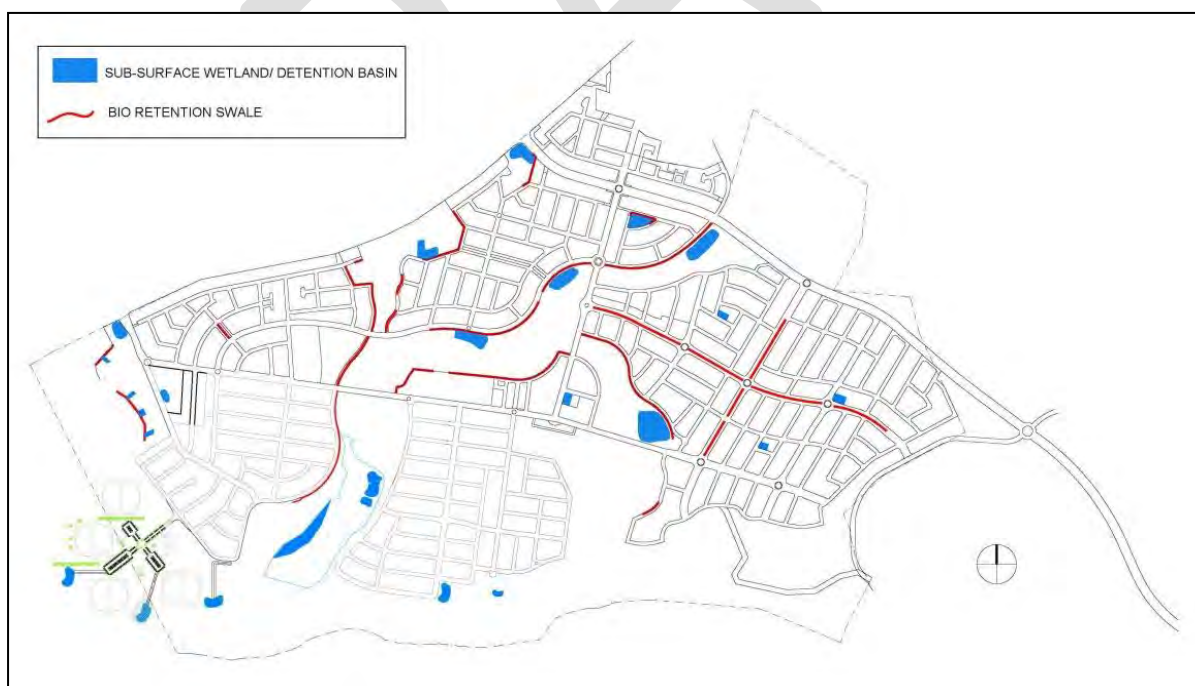 SUB-SURFACE WETLAND/ DETENTION BASIN
BIO RETENTION SWALE